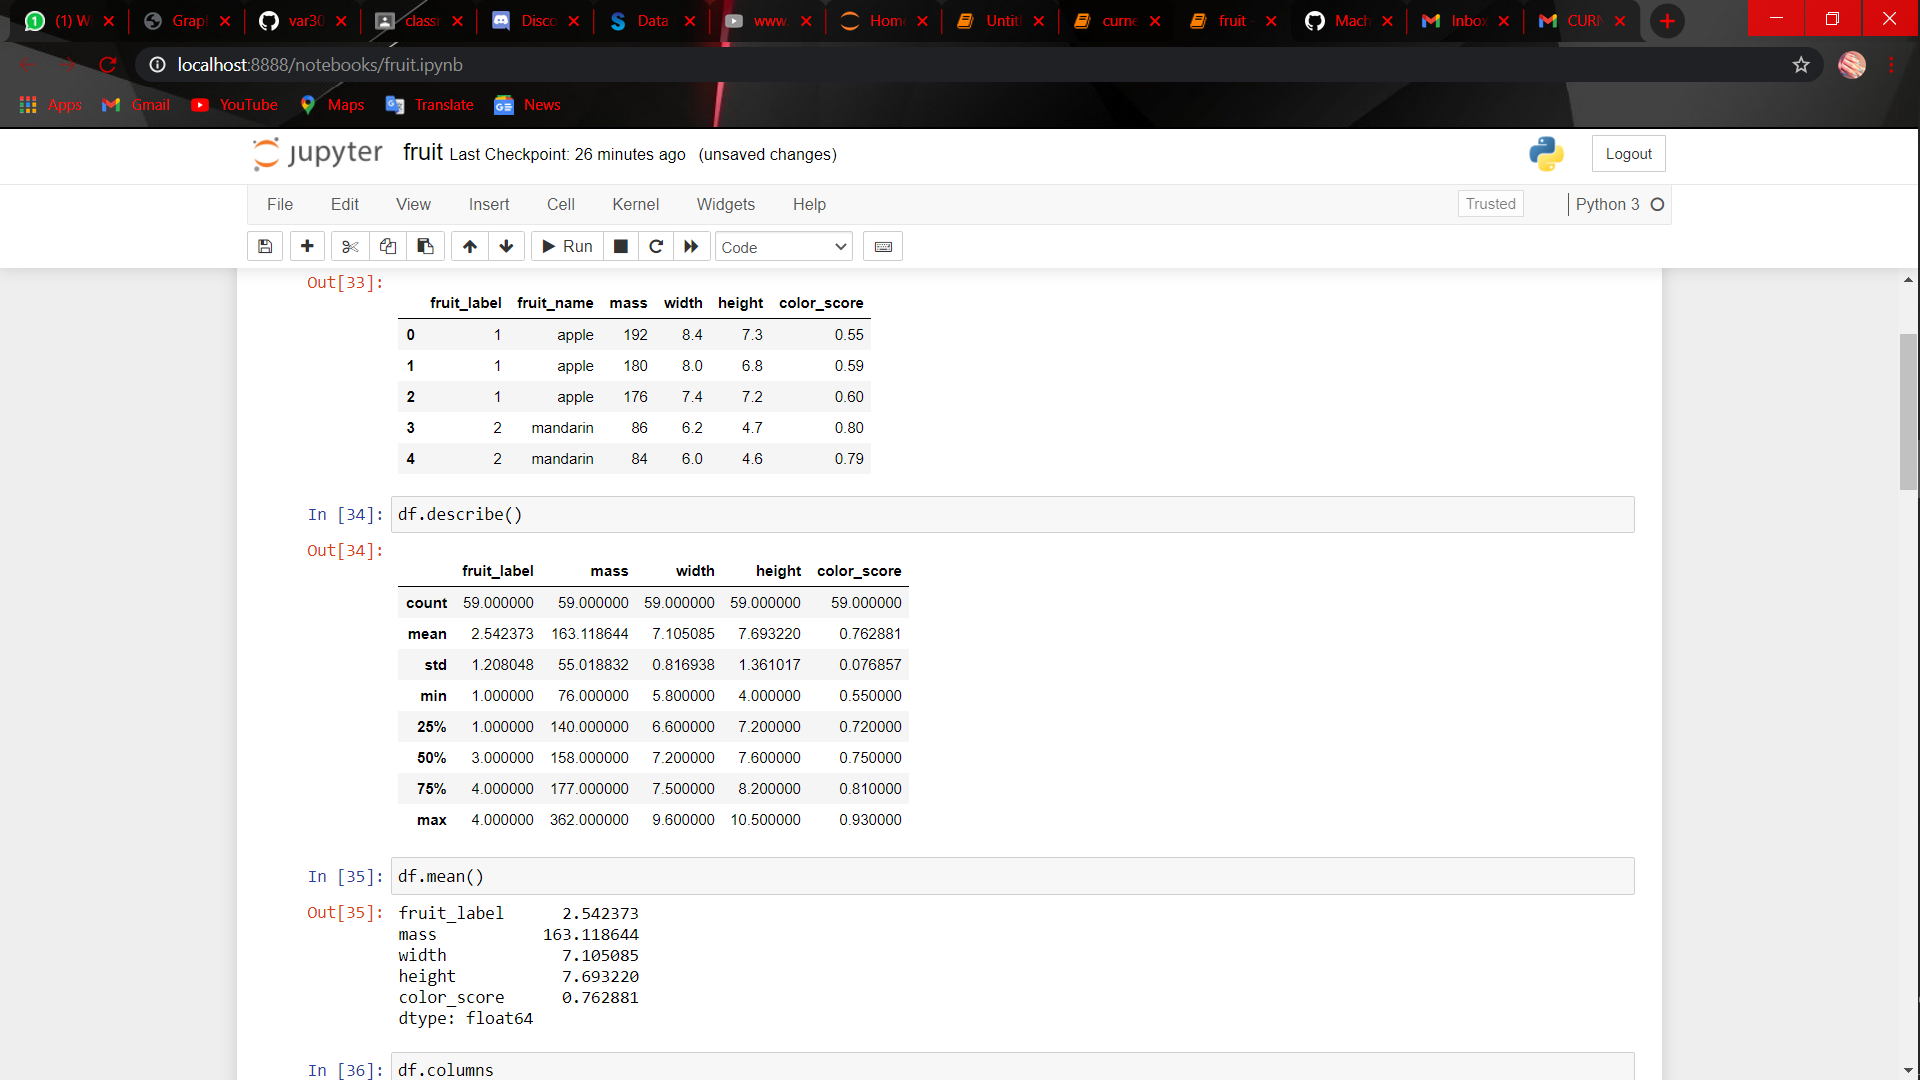 (1) W Grap var30 class Disco Data www. Home Untit curne fruit - Mach Inbox CURN
localhost:8888/notebooks/fruit.ipynb
Apps Gmail YouTube Maps Translate News
jupyter fruit Last Checkpoint: 26 minutes ago (unsaved changes) Logout
File Edit View Insert Cell Kernel Widgets Help Trusted Python 3
Run Code
Out[33]:
fruit_label fruit_name mass width height color_score
0 1 apple 192 8.4 7.3 0.55
1 1 apple 180 8.0 6.8 0.59
2 1 apple 176 7.4 7.2 0.60
3 2 mandarin 86 6.2 4.7 0.80
4 2 mandarin 84 6.0 4.6 0.79
In [34]: df.describe()
Out[34]:
fruit_label mass width height color_score
count 59.000000 59.000000 59.000000 59.000000 59.000000
mean 2.542373 163.118644 7.105085 7.693220 0.762881
std 1.208048 55.018832 0.816938 1.361017 0.076857
min 1.000000 76.000000 5.800000 4.000000 0.550000
25% 1.000000 140.000000 6.600000 7.200000 0.720000
50% 3.000000 158.000000 7.200000 7.600000 0.750000
75% 4.000000 177.000000 7.500000 8.200000 0.810000
max 4.000000 362.000000 9.600000 10.500000 0.930000
In [35]: df.mean()
Out[35]: fruit_label 2.542373
mass 163.118644
width 7.105085
height 7.693220
color_score 0.762881
dtype: float64
In [36]: df.columns